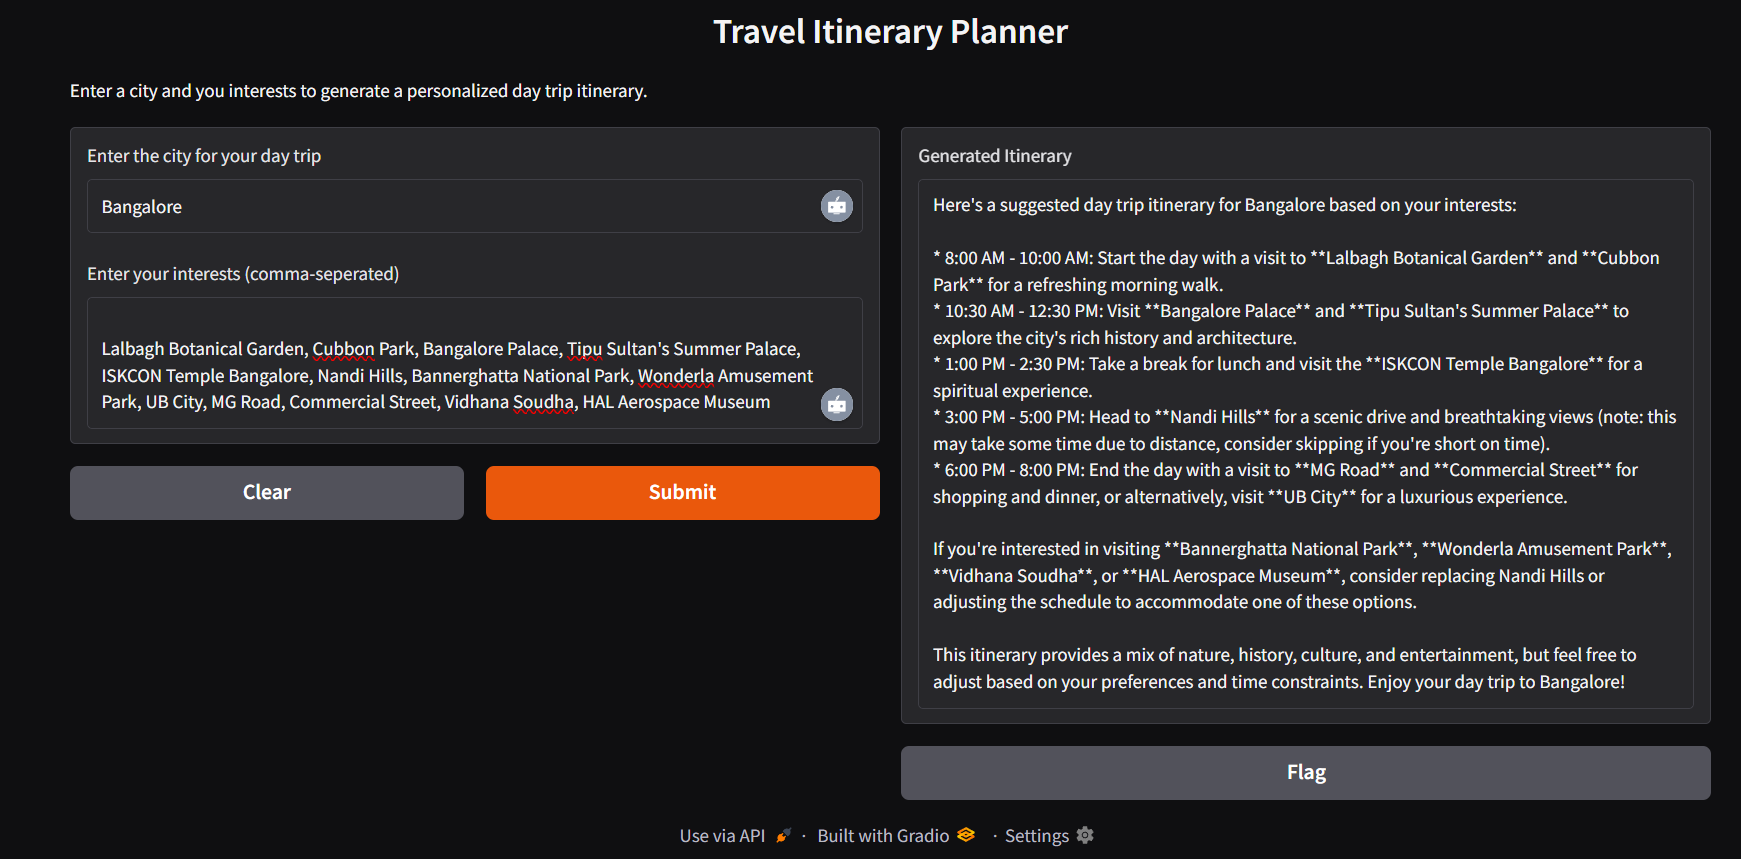 Travel Itinerary Planner
Enter a city and you interests to generate a personalized day trip itinerary.
Enter the city for your day trip
Bangalore
Enter your interests (comma-seperated)
Lalbagh Botanical Garden, Cubbon Park, Bangalore Palace, Tipu Sultan's Summer Palace,
ISKCON Temple Bangalore, Nandi Hills, Bannerghatta National Park, Wonderla Amusement
Park, UB City, MG Road, Commercial Street, Vidhana Soudha, HAL Aerospace Museum
Clear
Submit
Generated Itinerary
Here's a suggested day trip itinerary for Bangalore based on your interests:
* 8:00 AM - 10:00 AM: Start the day with a visit to **Lalbagh Botanical Garden** and **Cubbon
Park** for a refreshing morning walk.
* 10:30 AM - 12:30 PM: Visit **Bangalore Palace** and **Tipu Sultan's Summer Palace** to
explore the city's rich history and architecture.
* 1:00 PM - 2:30 PM: Take a break for lunch and visit the **ISKCON Temple Bangalore** for a
spiritual experience.
* 3:00 PM - 5:00 PM: Head to **Nandi Hills** for a scenic drive and breathtaking views (note: this
may take some time due to distance, consider skipping if you're short on time).
* 6:00 PM - 8:00 PM: End the day with a visit to **MG Road** and **Commercial Street** for
shopping and dinner, or alternatively, visit **UB City** for a luxurious experience.
If you're interested in visiting **Bannerghatta National Park**, **Wonderla Amusement Park**,
**Vidhana Soudha**, or **HAL Aerospace Museum**, consider replacing Nandi Hills or
adjusting the schedule to accommodate one of these options.
This itinerary provides a mix of nature, history, culture, and entertainment, but feel free to
adjust based on your preferences and time constraints. Enjoy your day trip to Bangalore!
Flag
Use via API · Built with Gradio · Settings